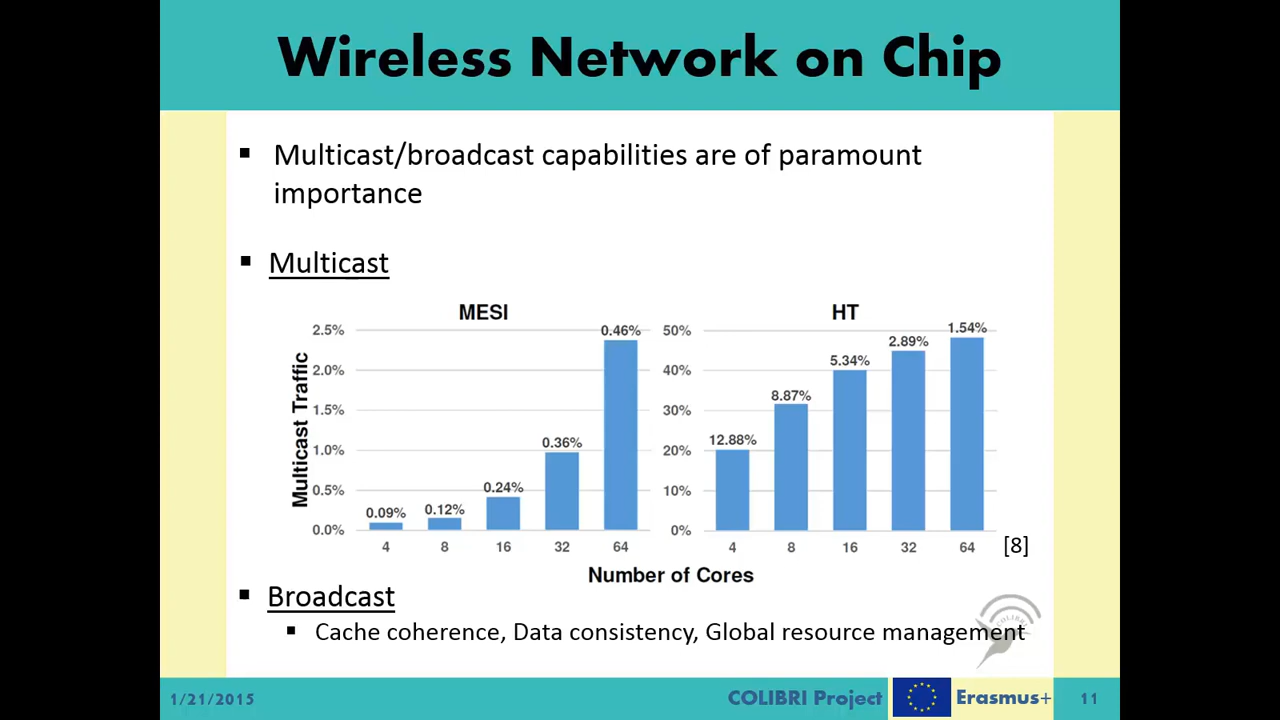 Wireless Network on Chip
▪ Multicast/broadcast capabilities are of paramount
importance
▪ Multicast
MESI
Multicast Traffic
2.5%
2.0%
1.5%
1.0%
0.5%
0.0%
0.09%
0.12%
0.24%
0.36%
0.46%
4 8 16 32 64
HT
50%
40%
30%
20%
10%
0%
12.88%
8.87%
5.34%
2.89%
1.54%
4 8 16 32 64
[8]
Number of Cores
▪ Broadcast
▪ Cache coherence, Data consistency, Global resource management
COLIBRI
1/21/2015
COLIBRI Project
Erasmus+
11